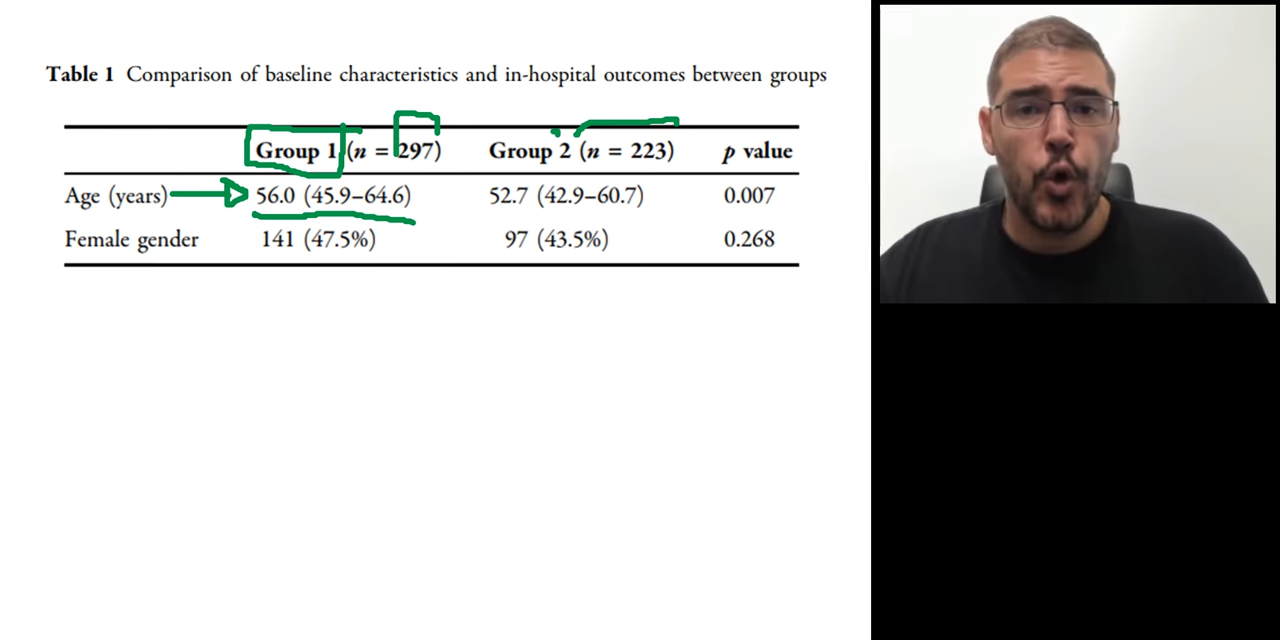 Table 1 Comparison of baseline characteristics and in-hospital outcomes between groups
Group 1 (n = 297) Group 2 (n = 223) p value
Age (years) 56.0 (45.9–64.6) 52.7 (42.9–60.7) 0.007
Female gender 141 (47.5%) 97 (43.5%) 0.268